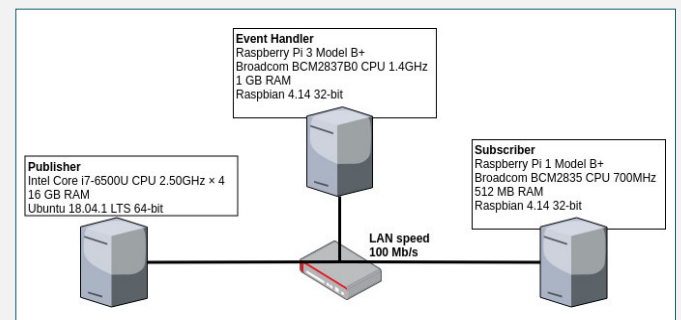 Event Handler
Raspberry Pi 3 Model B+
Broadcom BCM2837B0 CPU 1.4GHz
1 GB RAM
Raspbian 4.14 32-bit
Publisher
Intel Core i7-6500U CPU 2.50GHz × 4
16 GB RAM
Ubuntu 18.04.1 LTS 64-bit
Subscriber
Raspberry Pi 1 Model B+
Broadcom BCM2835 CPU 700MHz
512 MB RAM
Raspbian 4.14 32-bit
LAN speed
100 Mb/s